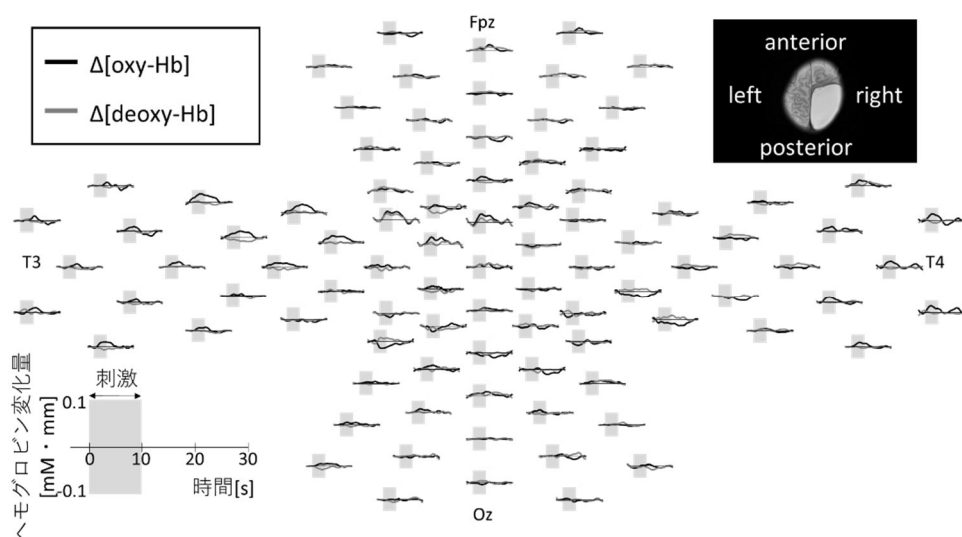 Fpz
Δ[oxy-Hb]
Δ[deoxy-Hb]
anterior
left
right
posterior
T3
T4
ヘモグロビン変化量
[mM・mm]
刺激
0.1
-0.1
0
10
20
30
時間[s]
Oz